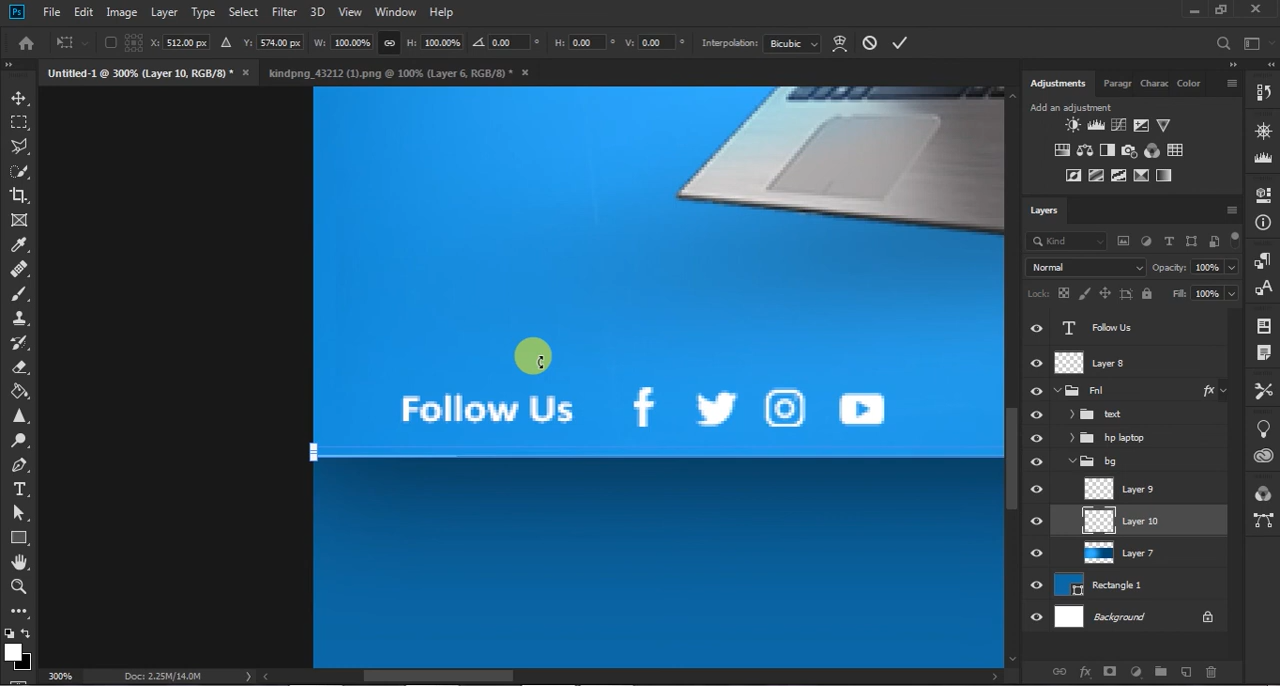 Ps File Edit Image Layer Type Select Filter 3D View Window Help
X: 512.00 px Y: 574.00 px W: 100.00% H: 100.00% 0.00 ° H: 0.00 ° V: 0.00 ° Interpolation: Bicubic
Untitled-1 @ 300% (Layer 10, RGB/8) * × kindpng_43212 (1).png @ 100% (Layer 6, RGB/8) * ×
Adjustments Paragr Charac Color
Add an adjustment
Layers
Kind
Normal Opacity: 100%
Lock: Fill: 100%
T Follow Us
Layer 8
Fnl fx
text
hp laptop
bg
Layer 9
Layer 10
Layer 7
Rectangle 1
Background
Follow Us
300% Doc: 2.25M/14.0M
fx